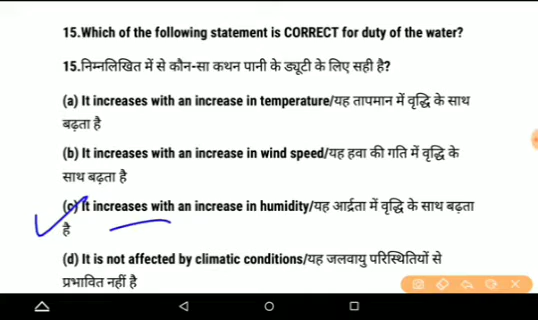 15.Which of the following statement is CORRECT for duty of the water?
15.निम्नलिखित में से कौन-सा कथन पानी के ड्यूटी के लिए सही है?
(a) It increases with an increase in temperature/यह तापमान में वृद्धि के साथ
बढ़ता है
(b) It increases with an increase in wind speed/यह हवा की गति में वृद्धि के
साथ बढ़ता है
(c) It increases with an increase in humidity/यह आर्द्रता में वृद्धि के साथ बढ़ता
है
(d) It is not affected by climatic conditions/यह जलवायु परिस्थितियों से
प्रभावित नहीं है